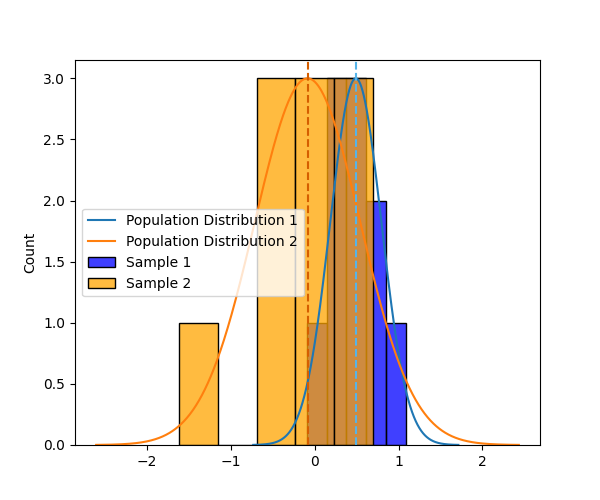 3.0
2.5
2.0
1.5
1.0
0.5
0.0
Count
Population Distribution 1
Population Distribution 2
Sample 1
Sample 2
−2
−1
0
1
2